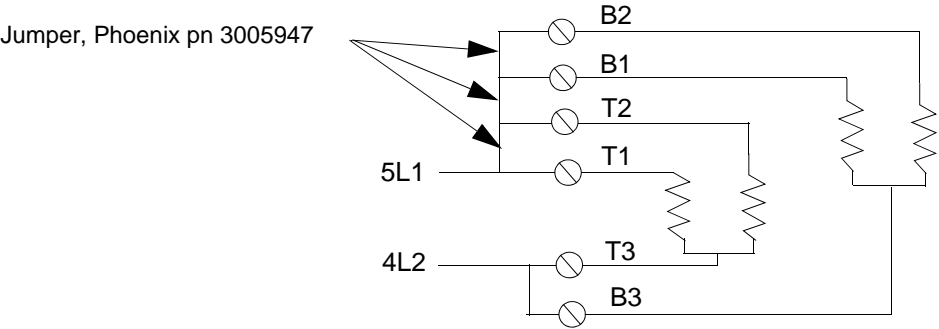 B2
Jumper, Phoenix pn 3005947
B1
T2
T1
5L1
T3
4L2
B3